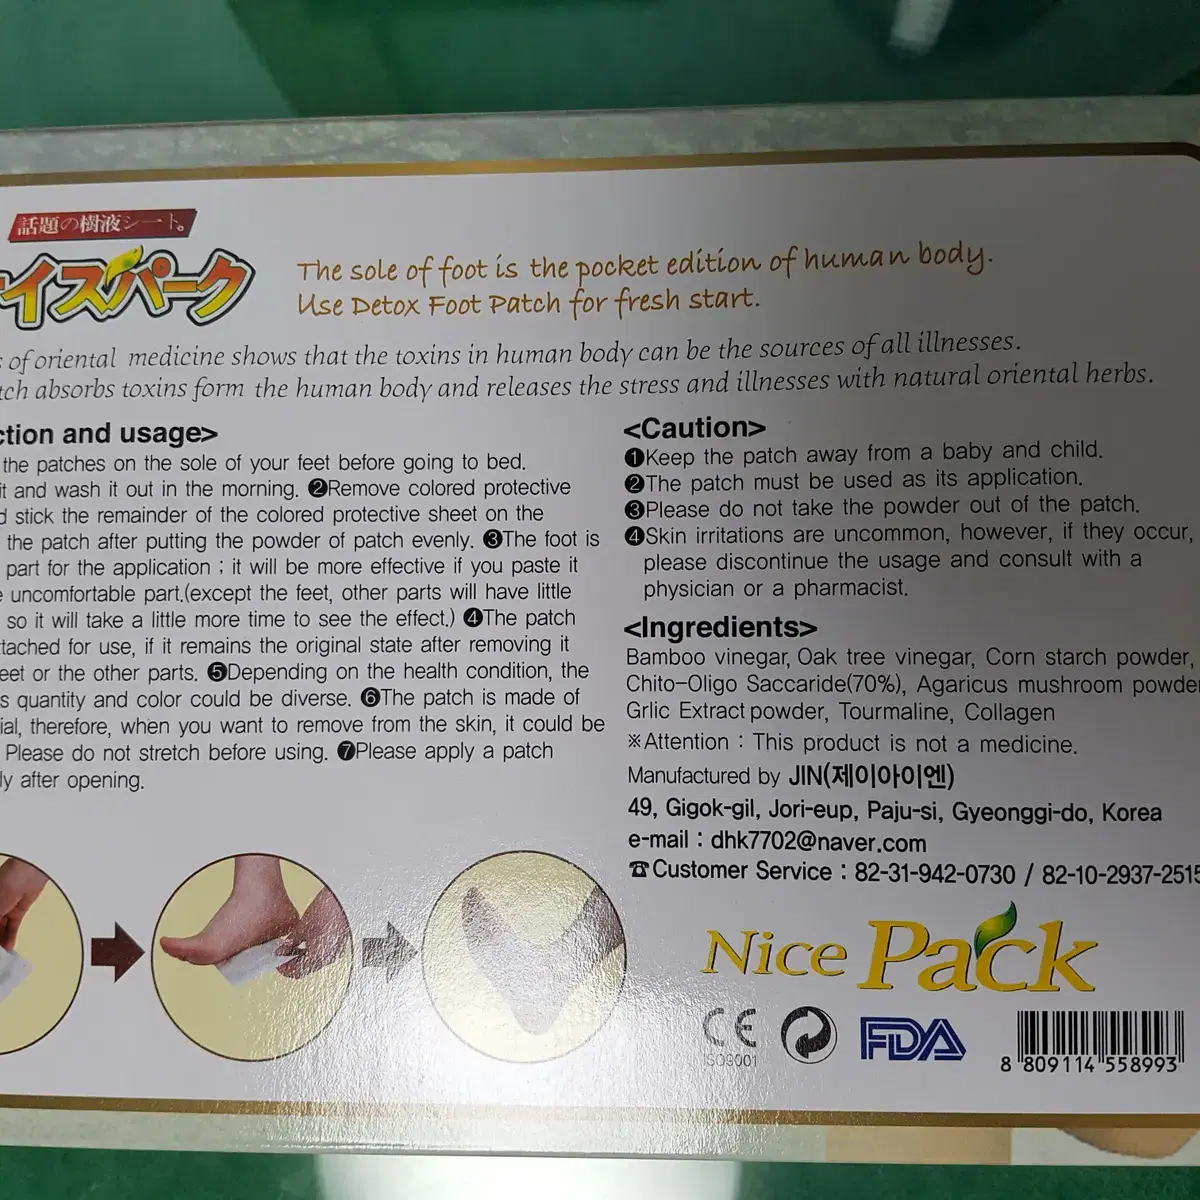 話題の樹液シート。
イスパーク
The sole of foot is the pocket edition of human body.
Use Detox Foot Patch for fresh start.
of oriental medicine shows that the toxins in human body can be the sources of all illnesses.
absorbs toxins form the human body and releases the stress and illnesses with natural oriental herbs.
and usage>
the patches on the sole of your feet before going to bed.
it and wash it out in the morning. ❷Remove colored protective
stick the remainder of the colored protective sheet on the
the patch after putting the powder of patch evenly. ❸The foot is
part for the application ; it will be more effective if you paste it
uncomfortable part.(except the feet, other parts will have little
so it will take a little more time to see the effect.) ❹The patch
for use, if it remains the original state after removing it
or the other parts. ❺Depending on the health condition, the
quantity and color could be diverse. ❻The patch is made of
therefore, when you want to remove from the skin, it could be
Please do not stretch before using. ❼Please apply a patch
after opening.
<Caution>
❶Keep the patch away from a baby and child.
❷The patch must be used as its application.
❸Please do not take the powder out of the patch.
❹Skin irritations are uncommon, however, if they occur,
please discontinue the usage and consult with a
physician or a pharmacist.
<Ingredients>
Bamboo vinegar, Oak tree vinegar, Corn starch powder,
Chito-Oligo Saccaride(70%), Agaricus mushroom powder
Grlic Extract powder, Tourmaline, Collagen
※Attention : This product is not a medicine.
Manufactured by JIN(제이아이엔)
49, Gigok-gil, Jori-eup, Paju-si, Gyeonggi-do, Korea
e-mail : dhk7702@naver.com
☎Customer Service : 82-31-942-0730 / 82-10-2937-2515
Nice Pack
CE
ISO9001
FDA
8 809114 558993